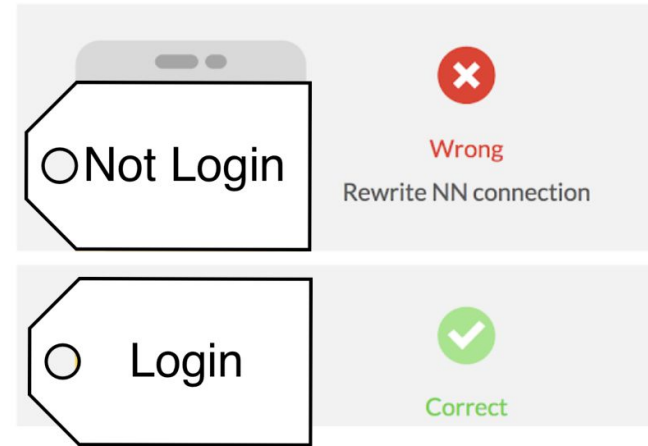 Not Login
Wrong
Rewrite NN connection
Login
Correct